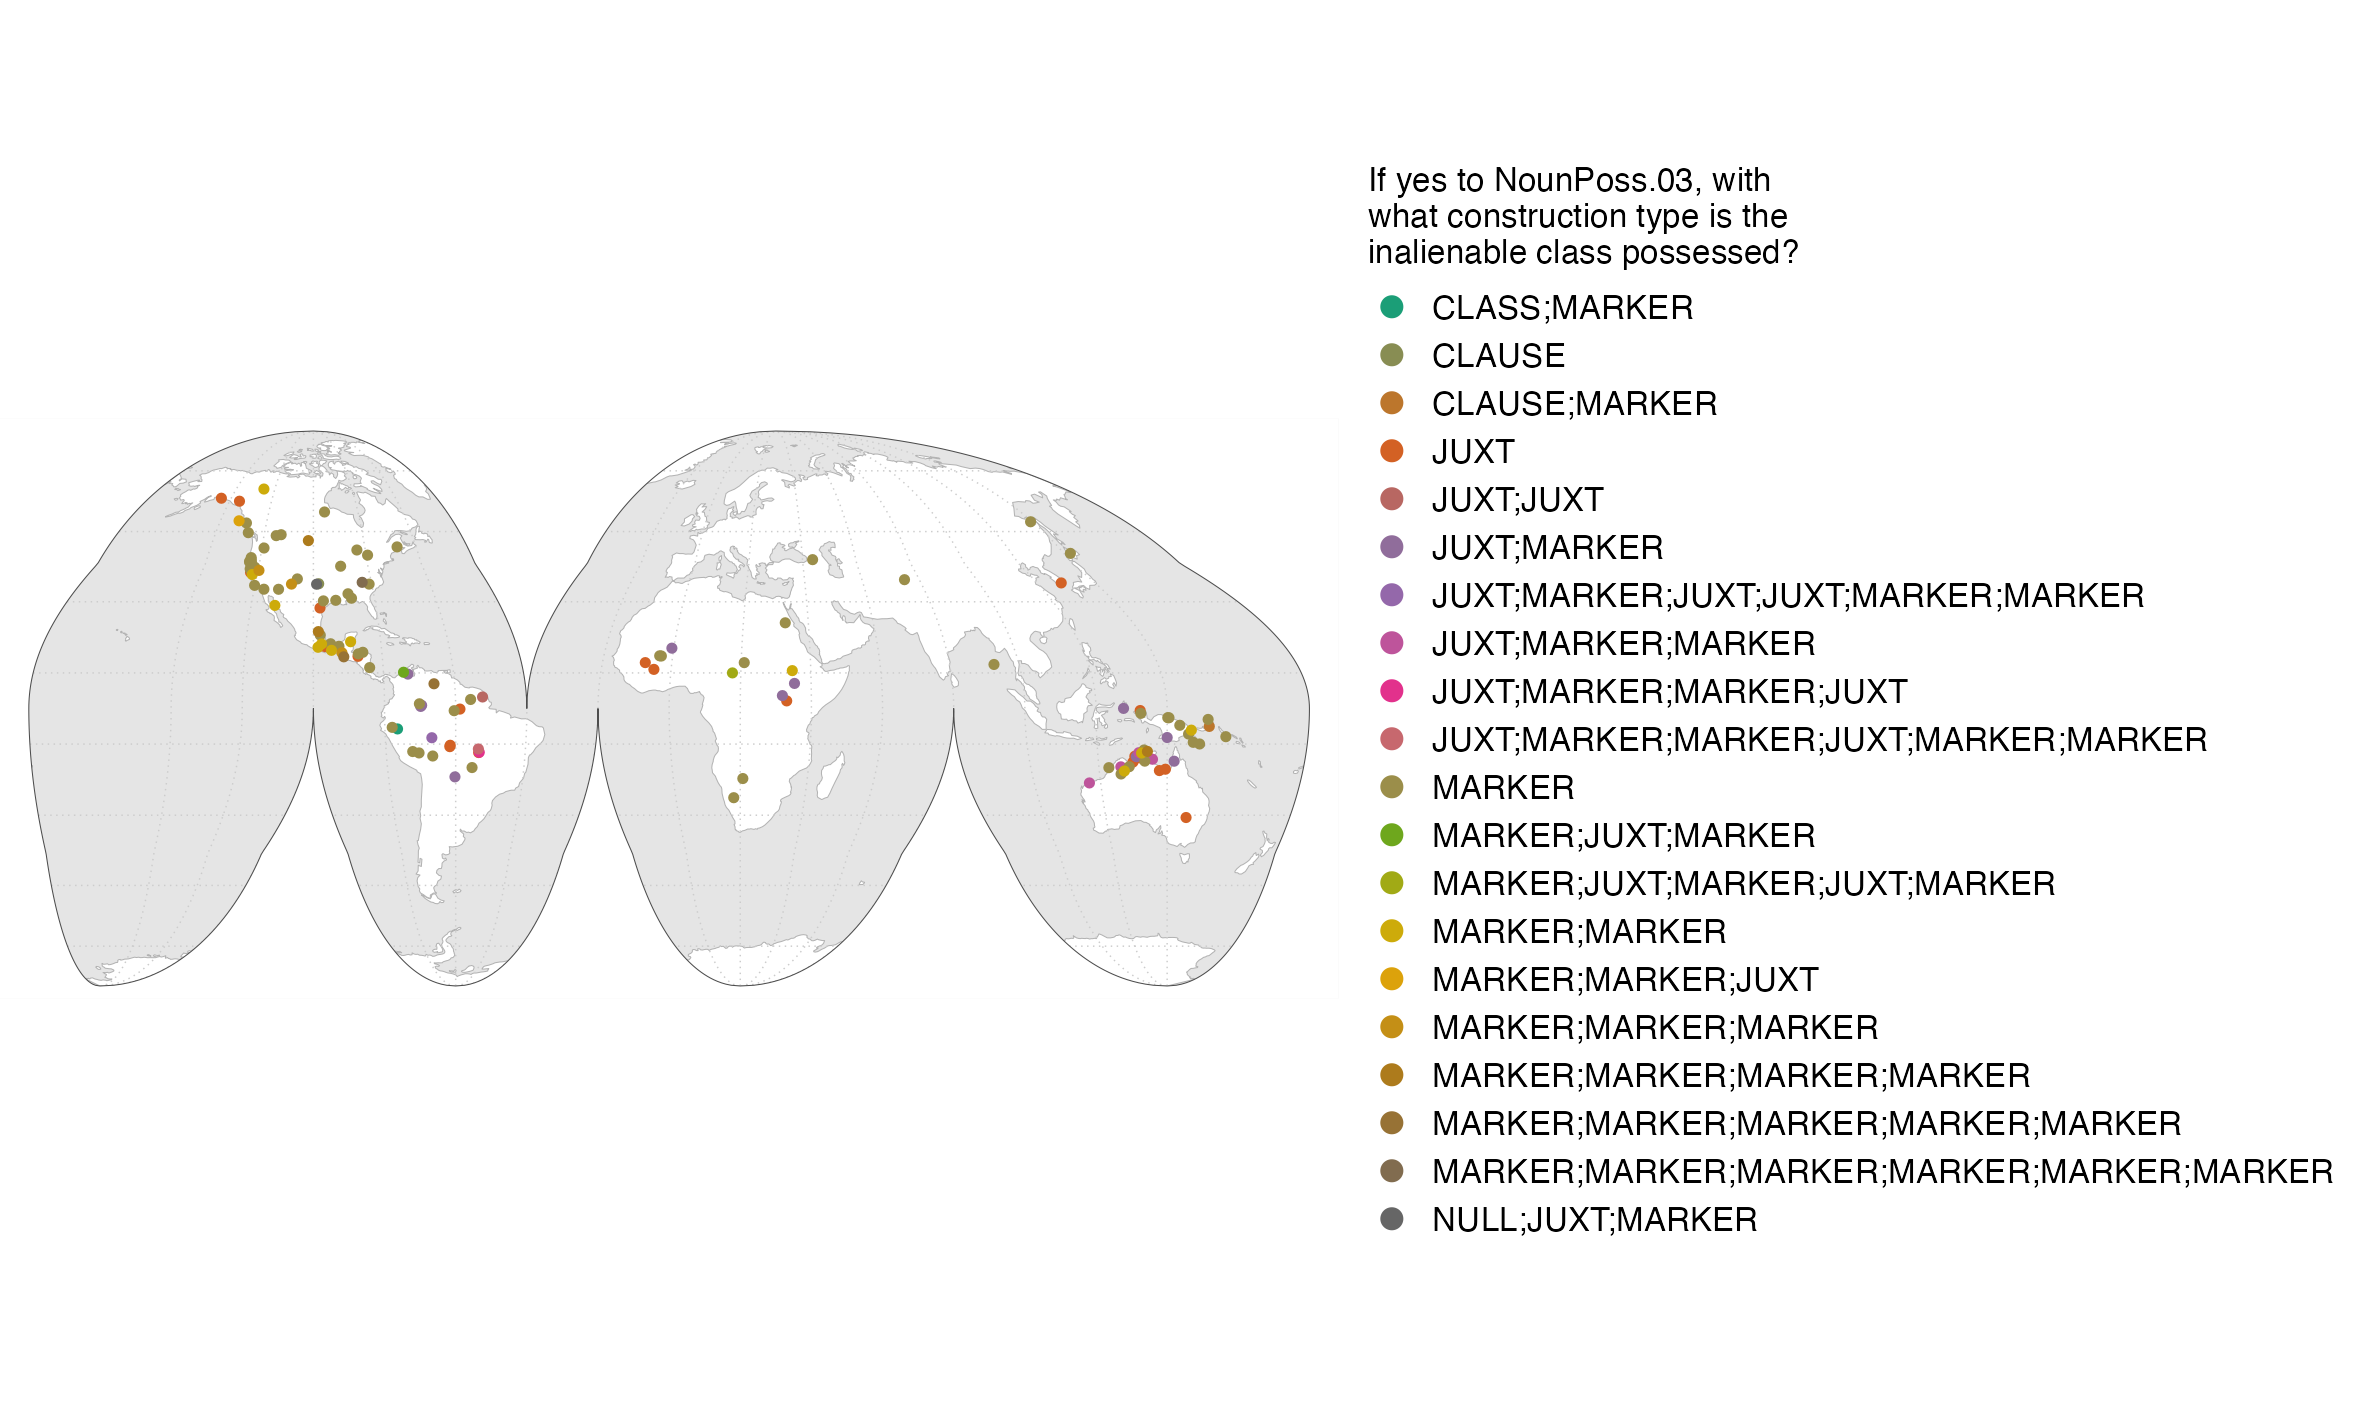 If yes to NounPoss.03, with
what construction type is the
inalienable class possessed?
CLASS;MARKER
CLAUSE
CLAUSE;MARKER
JUXT
JUXT;JUXT
JUXT;MARKER
JUXT;MARKER;JUXT;JUXT;MARKER;MARKER
JUXT;MARKER;MARKER
JUXT;MARKER;MARKER;JUXT
JUXT;MARKER;MARKER;JUXT;MARKER;MARKER
MARKER
MARKER;JUXT;MARKER
MARKER;JUXT;MARKER;JUXT;MARKER
MARKER;MARKER
MARKER;MARKER;JUXT
MARKER;MARKER;MARKER
MARKER;MARKER;MARKER;MARKER
MARKER;MARKER;MARKER;MARKER;MARKER
MARKER;MARKER;MARKER;MARKER;MARKER;MARKER
NULL;JUXT;MARKER